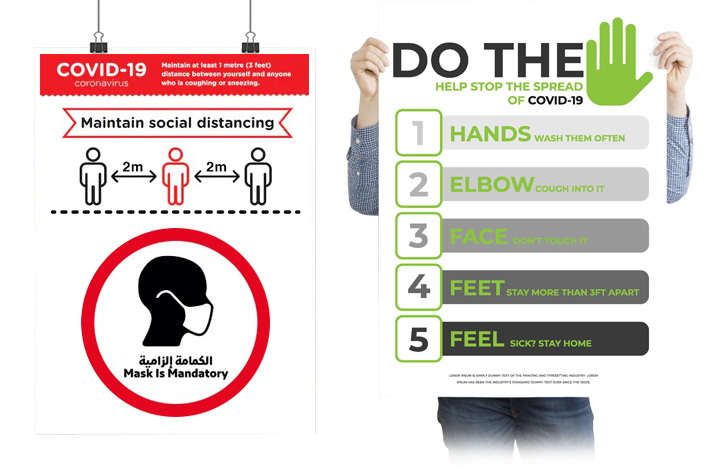 COVID-19
coronavirus
Maintain at least 1 metre (3 feet)
distance between yourself and anyone
who is coughing or sneezing.
Maintain social distancing
2m 2m
الكمامة إلزامية
Mask Is Mandatory
DO THE
HELP STOP THE SPREAD
OF COVID-19
1 HANDS WASH THEM OFTEN
2 ELBOW COUGH INTO IT
3 FACE DON'T TOUCH IT
4 FEET STAY MORE THAN 3FT APART
5 FEEL SICK? STAY HOME
LOREM IPSUM IS SIMPLY DUMMY TEXT OF THE PRINTING AND TYPESETTING INDUSTRY. LOREM
IPSUM HAS BEEN THE INDUSTRY'S STANDARD DUMMY TEXT EVER SINCE THE 1500S.